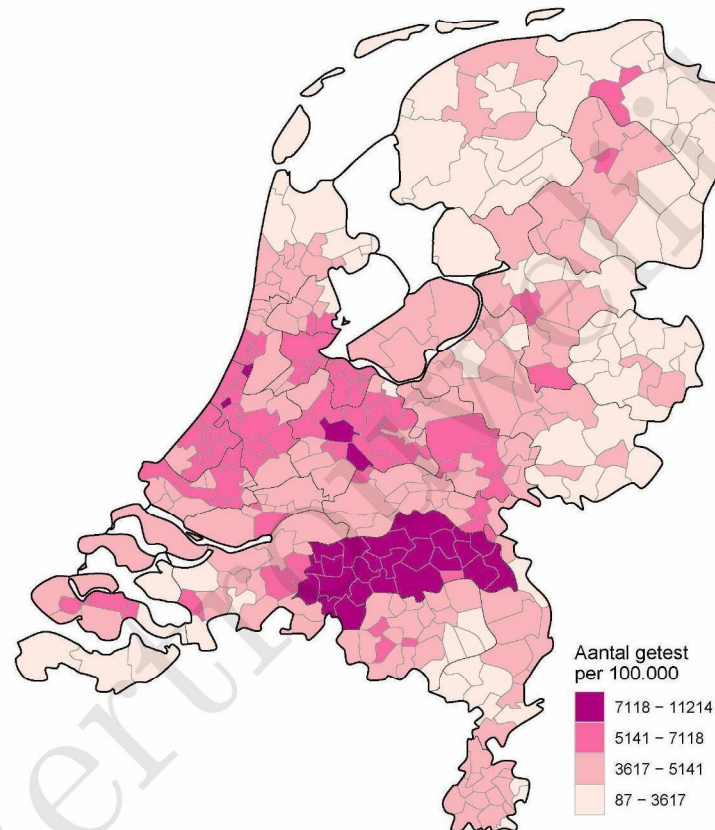 Aantal getest
per 100.000
7118 – 11214
5141 – 7118
3617 – 5141
87 – 3617